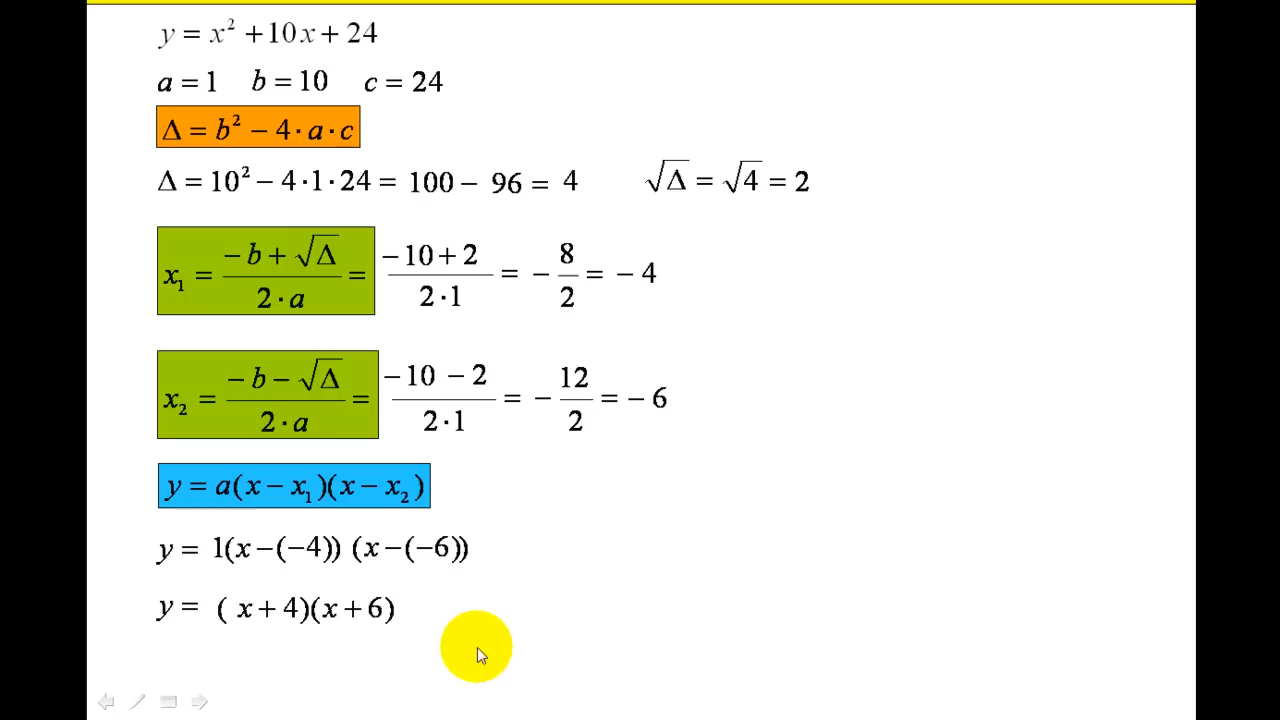 y = x² + 10x + 24
a = 1 b = 10 c = 24
Δ = b² − 4·a·c
Δ = 10² − 4·1·24 = 100 − 96 = 4 √Δ = √4 = 2
x₁ = (−b + √Δ)/(2·a) = (−10 + 2)/(2·1) = −8/2 = −4
x₂ = (−b − √Δ)/(2·a) = (−10 − 2)/(2·1) = −12/2 = −6
y = a(x − x₁)(x − x₂)
y = 1(x − (−4)) (x − (−6))
y = ( x + 4)(x + 6)